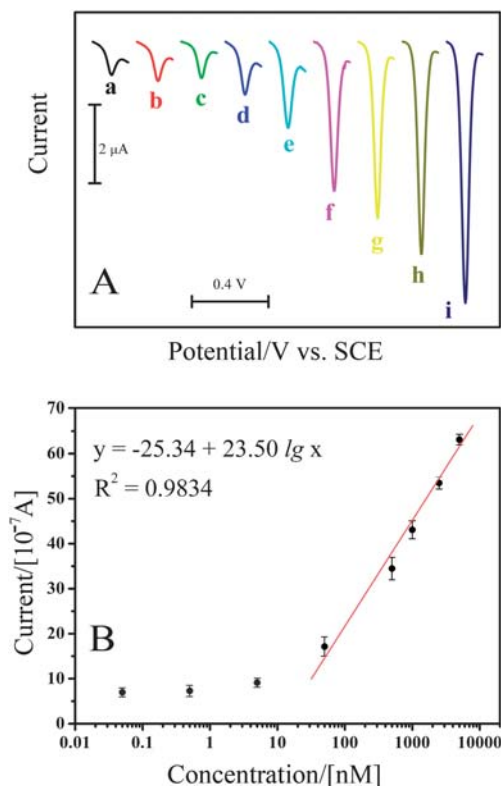 a b c d e f g h i
2 μA
0.4 V
A
Current
Potential/V vs. SCE
70
60
50
40
30
20
10
0
y = -25.34 + 23.50 lg x
R² = 0.9834
B
Current/[10⁻⁷A]
0.01 0.1 1 10 100 1000 10000
Concentration/[nM]